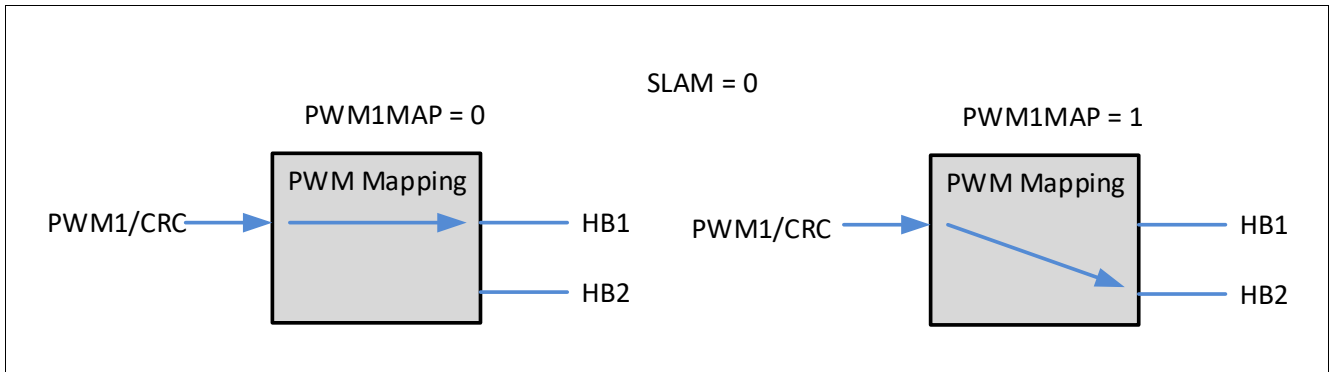 SLAM = 0
PWM1MAP = 0
PWM Mapping
PWM1/CRC
HB1
HB2
PWM1MAP = 1
PWM Mapping
PWM1/CRC
HB1
HB2